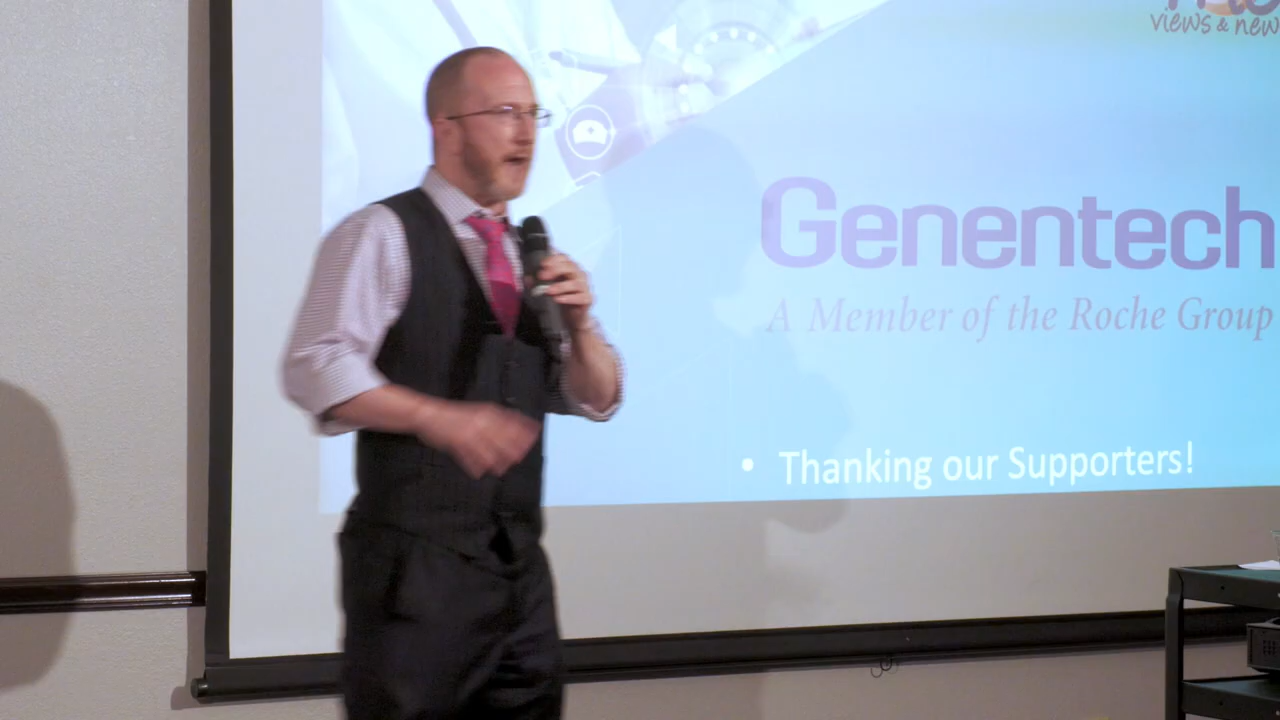 views & new
Genentech
A Member of the Roche Group
• Thanking our Supporters!